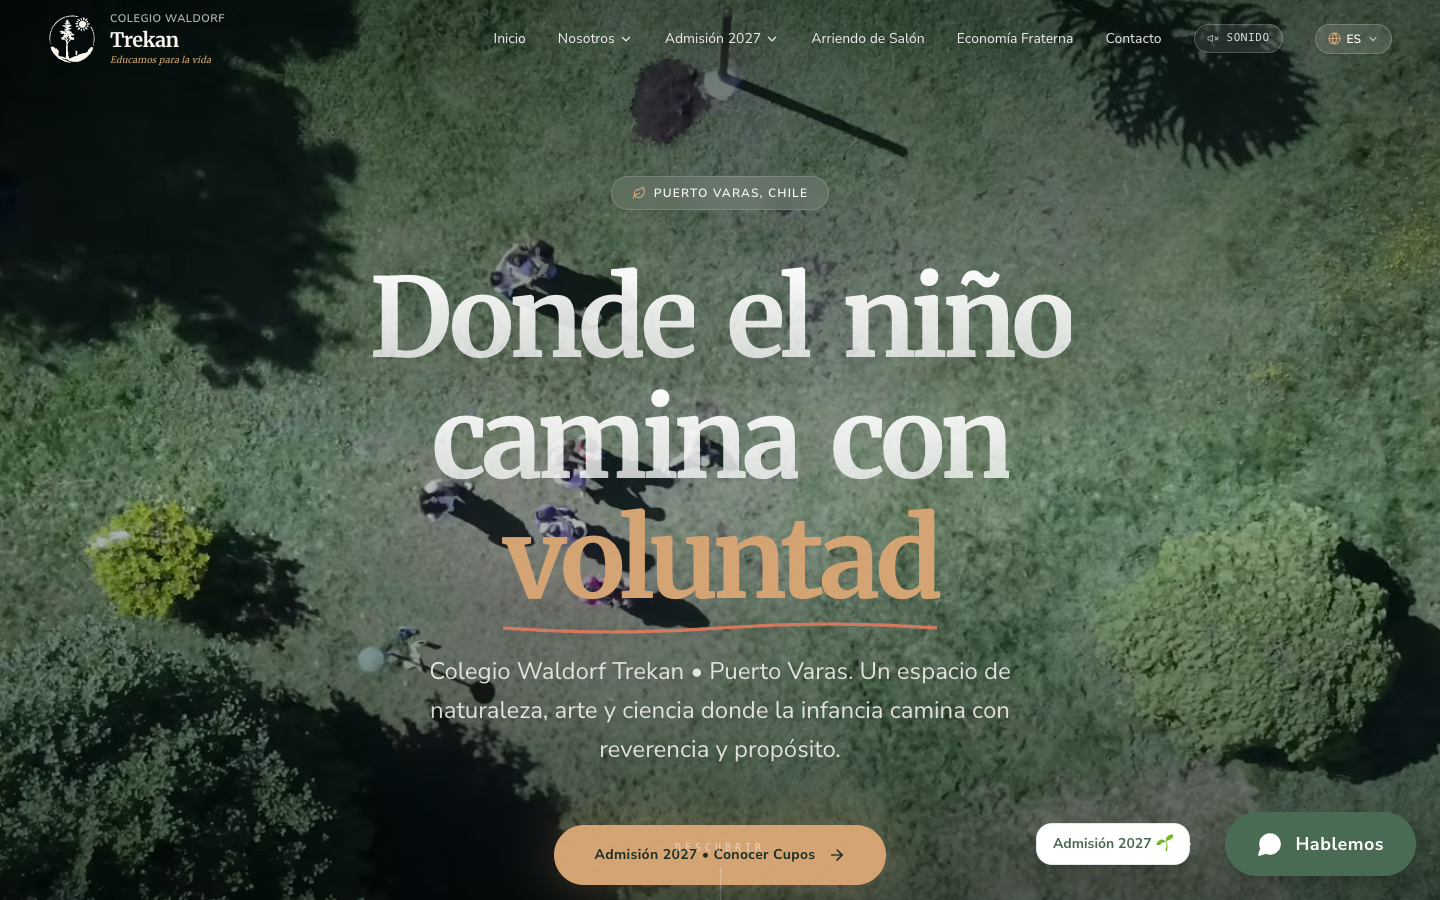 COLEGIO WALDORF
Trekan
Educamos para la vida
Inicio
Nosotros
Admisión 2027
Arriendo de Salón
Economía Fraterna
Contacto
SONIDO
ES
PUERTO VARAS, CHILE
Donde el niño
camina con
voluntad
Colegio Waldorf Trekan • Puerto Varas. Un espacio de
naturaleza, arte y ciencia donde la infancia camina con
reverencia y propósito.
DESCUBRIR
Admisión 2027 • Conocer Cupos
Admisión 2027
Hablemos